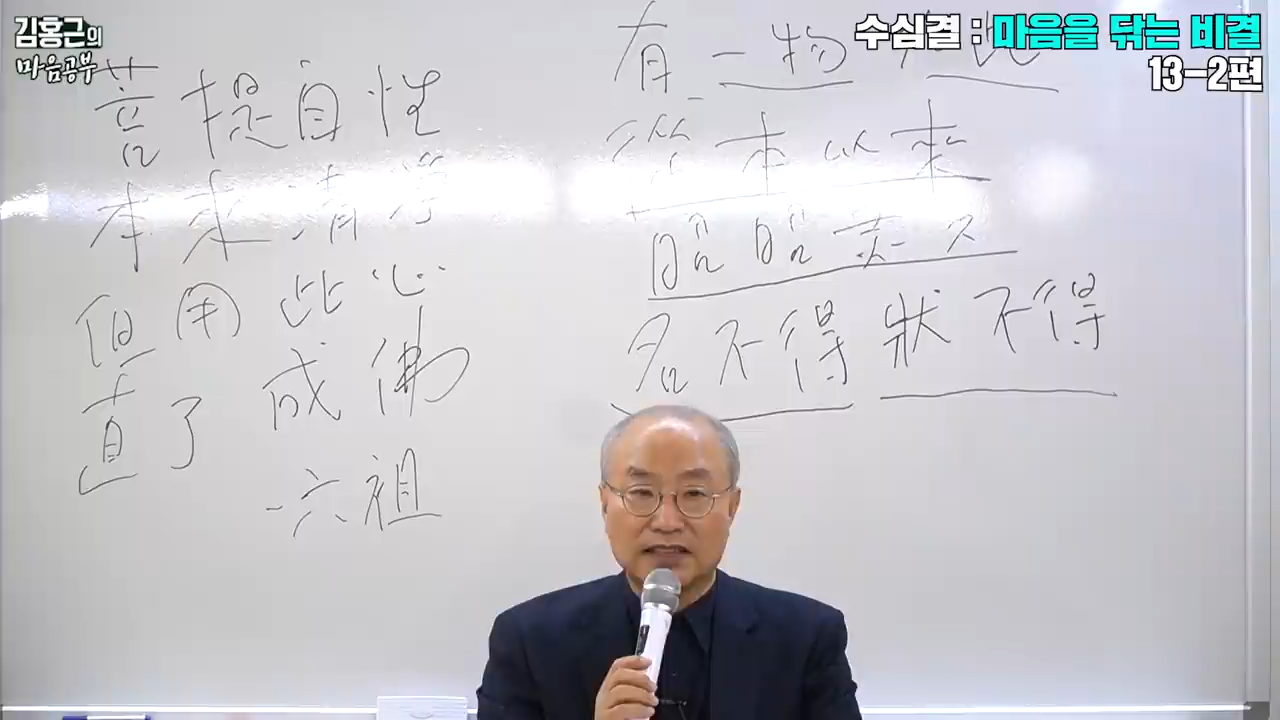 김홍근의
마음공부
수심결 : 마음을 닦는 비결
13-2편
菩提自性
本來清淨
但用此心
直了成佛
-六祖
有一物
從本以來
昭昭靈灵
名不得 狀不得